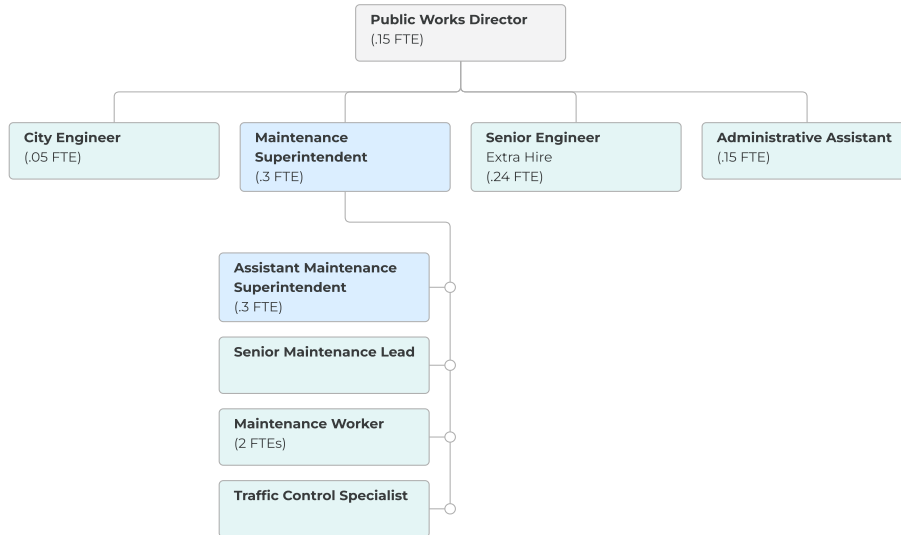 Public Works Director
(.15 FTE)
City Engineer
(.05 FTE)
Maintenance
Superintendent
(.3 FTE)
Senior Engineer
Extra Hire
(.24 FTE)
Administrative Assistant
(.15 FTE)
Assistant Maintenance
Superintendent
(.3 FTE)
Senior Maintenance Lead
Maintenance Worker
(2 FTEs)
Traffic Control Specialist